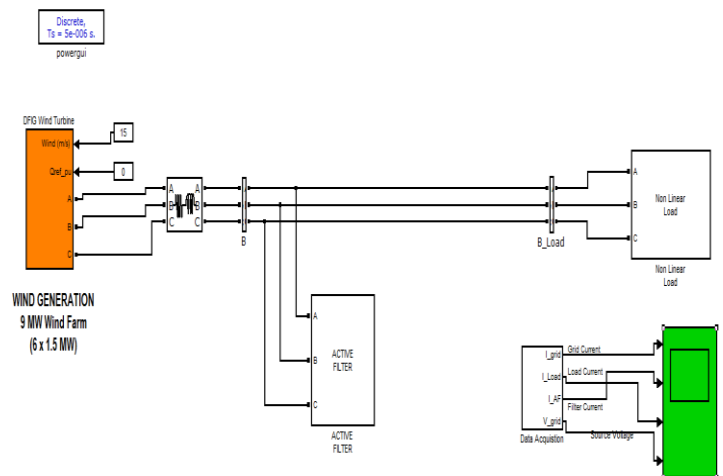 Discrete,
Ts = 5e-006 s.
powergui
DFIG Wind Turbine
Wind (m/s)
15
Qref_pu
0
A
B
C
WIND GENERATION
9 MW Wind Farm
(6 x 1.5 MW)
A A
B B
C C
B
B_Load
A
B
C
Non Linear
Load
Non Linear
Load
A
B
C
ACTIVE
FILTER
ACTIVE
FILTER
I_grid
Grid Current
I_Load
Load Current
I_AF
Filter Current
V_grid
Source Voltage
Data Acquistion